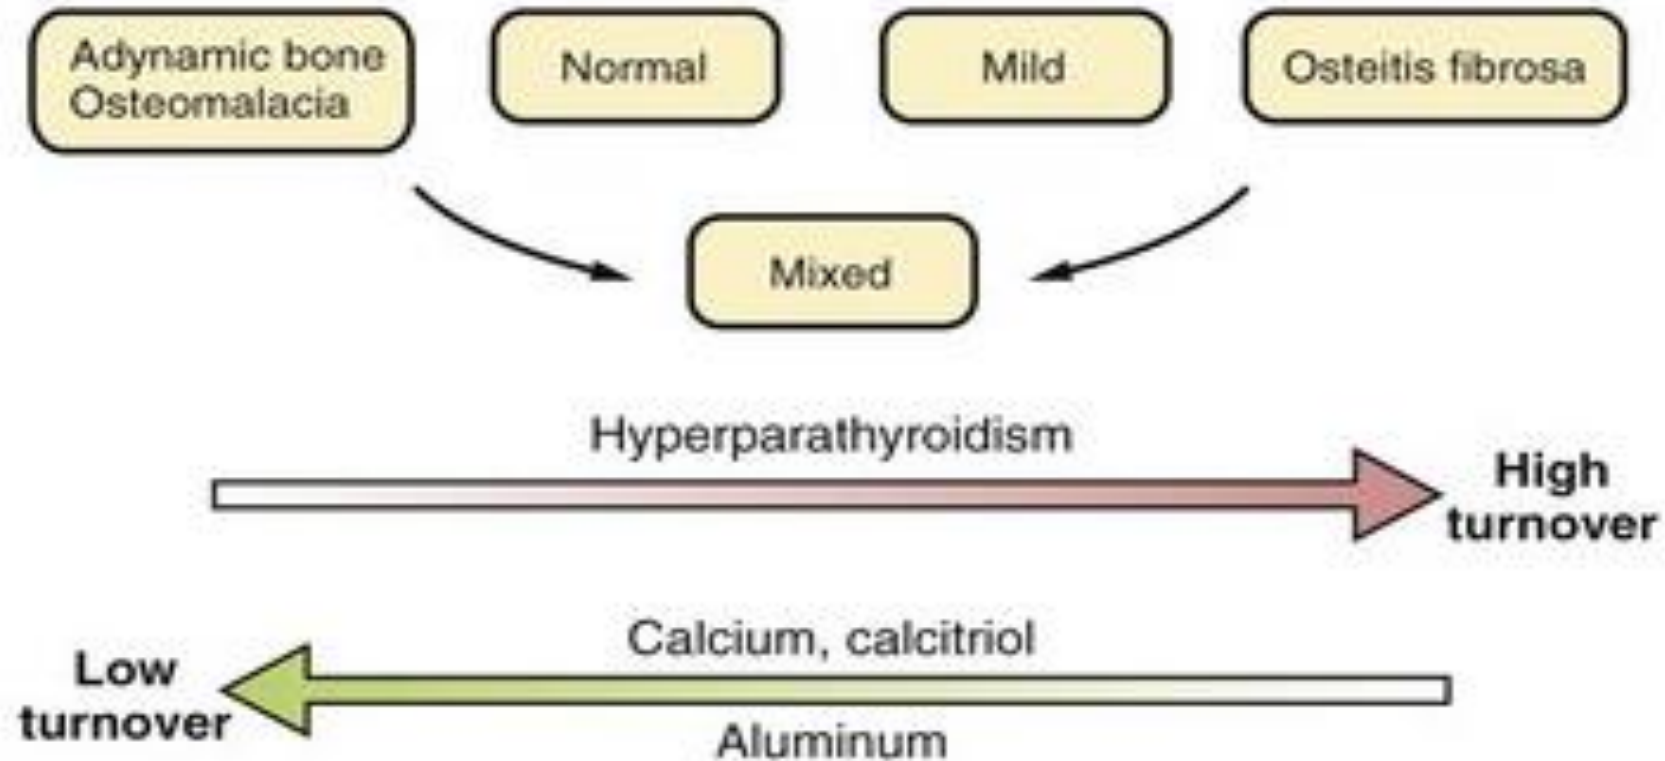 Adynamic bone
Osteomalacia
Normal
Mild
Osteitis fibrosa
Mixed
Hyperparathyroidism
High
turnover
Calcium, calcitriol
Low
turnover
Aluminum